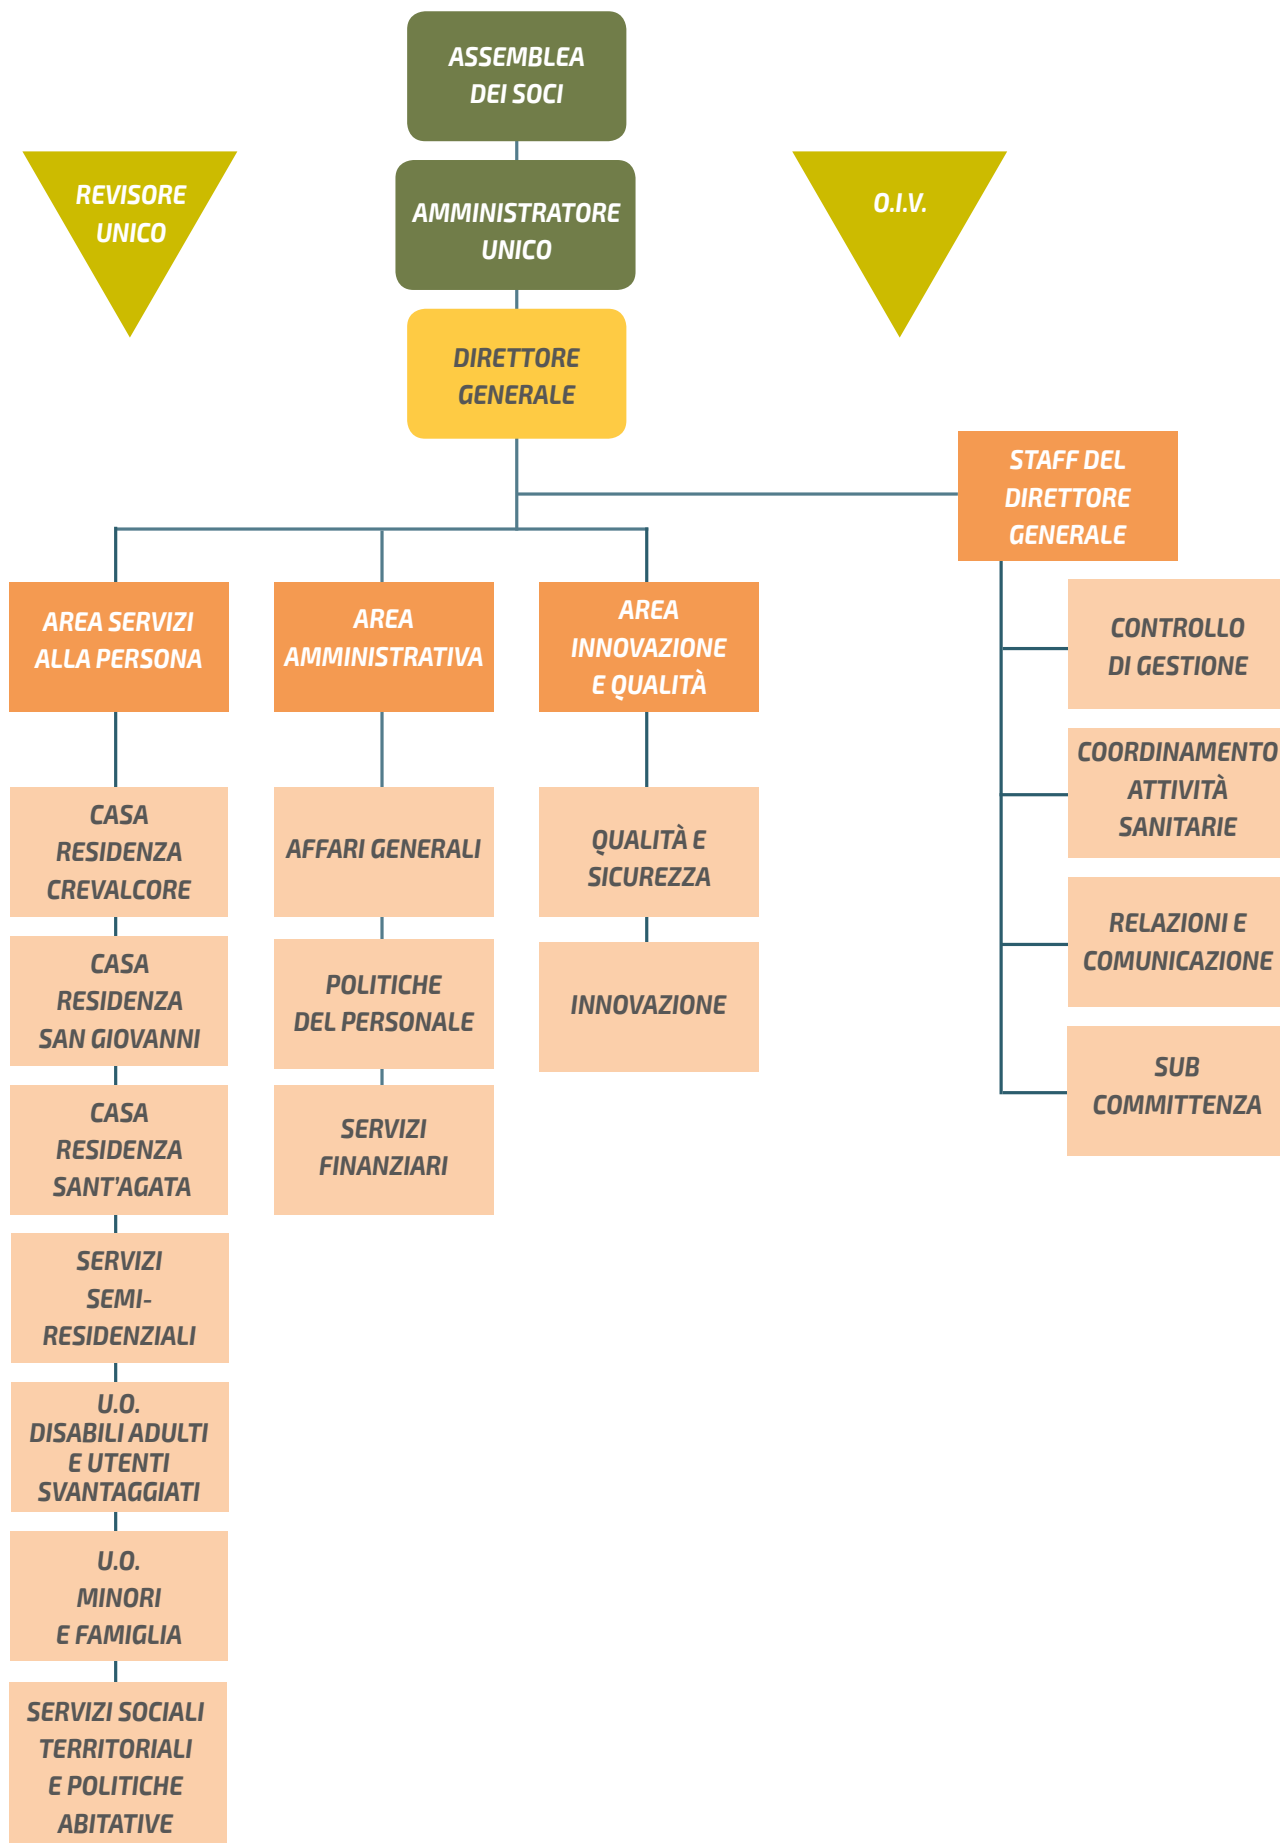 ASSEMBLEA
DEI SOCI
REVISORE
UNICO
AMMINISTRATORE
UNICO
O.I.V.
DIRETTORE
GENERALE
STAFF DEL
DIRETTORE
GENERALE
AREA SERVIZI
ALLA PERSONA
AREA
AMMINISTRATIVA
AREA
INNOVAZIONE
E QUALITÀ
CASA
RESIDENZA
CREVALCORE
CASA
RESIDENZA
SAN GIOVANNI
CASA
RESIDENZA
SANT'AGATA
SERVIZI
SEMI-
RESIDENZIALI
U.O.
DISABILI ADULTI
E UTENTI
SVANTAGGIATI
U.O.
MINORI
E FAMIGLIA
SERVIZI SOCIALI
TERRITORIALI
E POLITICHE
ABITATIVE
AFFARI GENERALI
POLITICHE
DEL PERSONALE
SERVIZI
FINANZIARI
QUALITÀ E
SICUREZZA
INNOVAZIONE
CONTROLLO
DI GESTIONE
COORDINAMENTO
ATTIVITÀ
SANITARIE
RELAZIONI E
COMUNICAZIONE
SUB
COMMITTENZA